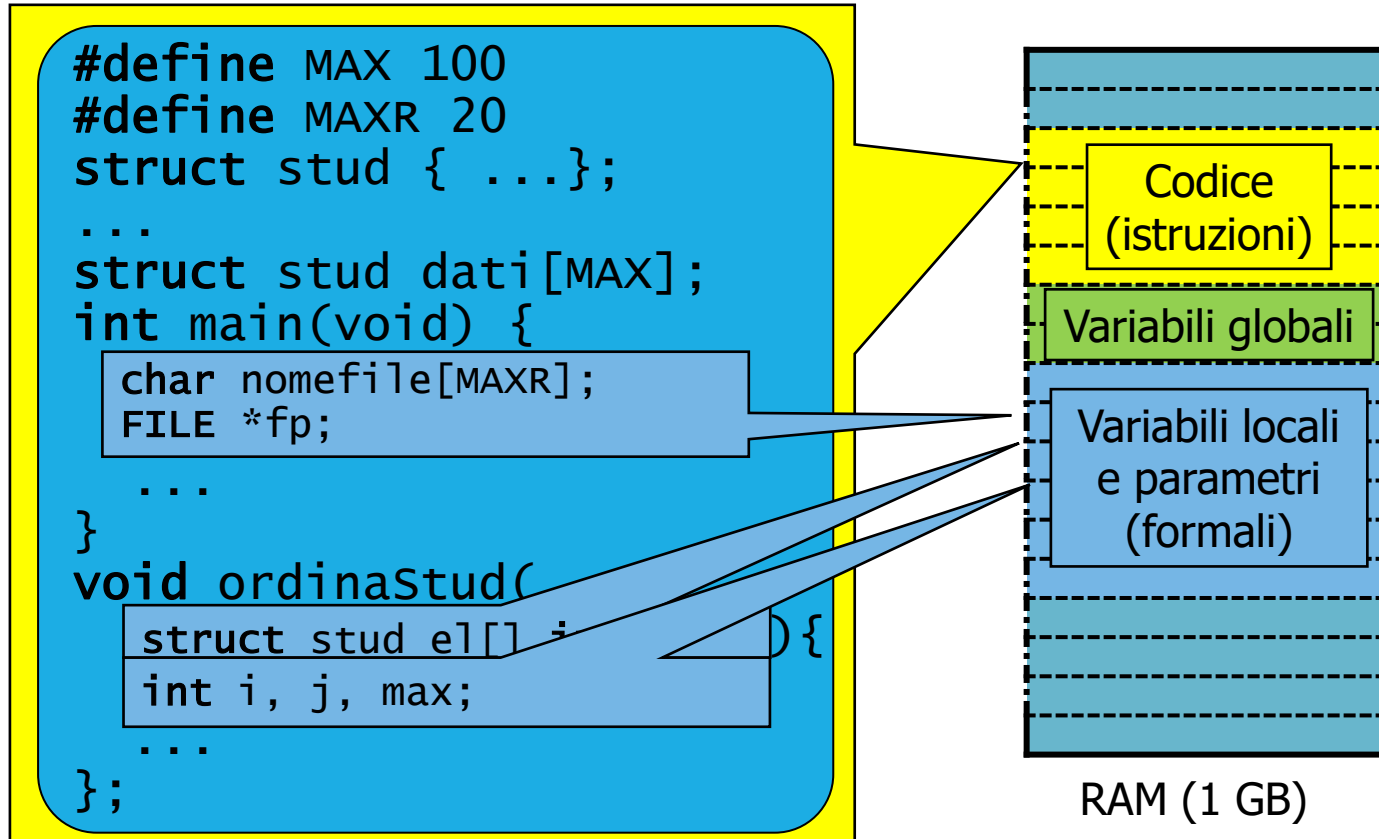 #define MAX 100
#define MAXR 20
struct stud { ...};
...
struct stud dati[MAX];
int main(void) {
char nomefile[MAXR];
FILE *fp;
...
}
void ordinaStud(
struct stud el[] ){
int i, j, max;
...
};
Codice
(istruzioni)
Variabili globali
Variabili locali
e parametri
(formali)
RAM (1 GB)